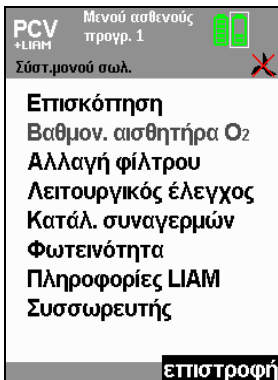 PCV
+LIAM
Μενού ασθενούς
προγρ. 1
Σύστ.μονού σωλ.
Επισκόπηση
Βαθμον. αισθητήρα O2
Αλλαγή φίλτρου
Λειτουργικός έλεγχος
Κατάλ. συναγερμών
Φωτεινότητα
Πληροφορίες LIAM
Συσσωρευτής
επιστροφή